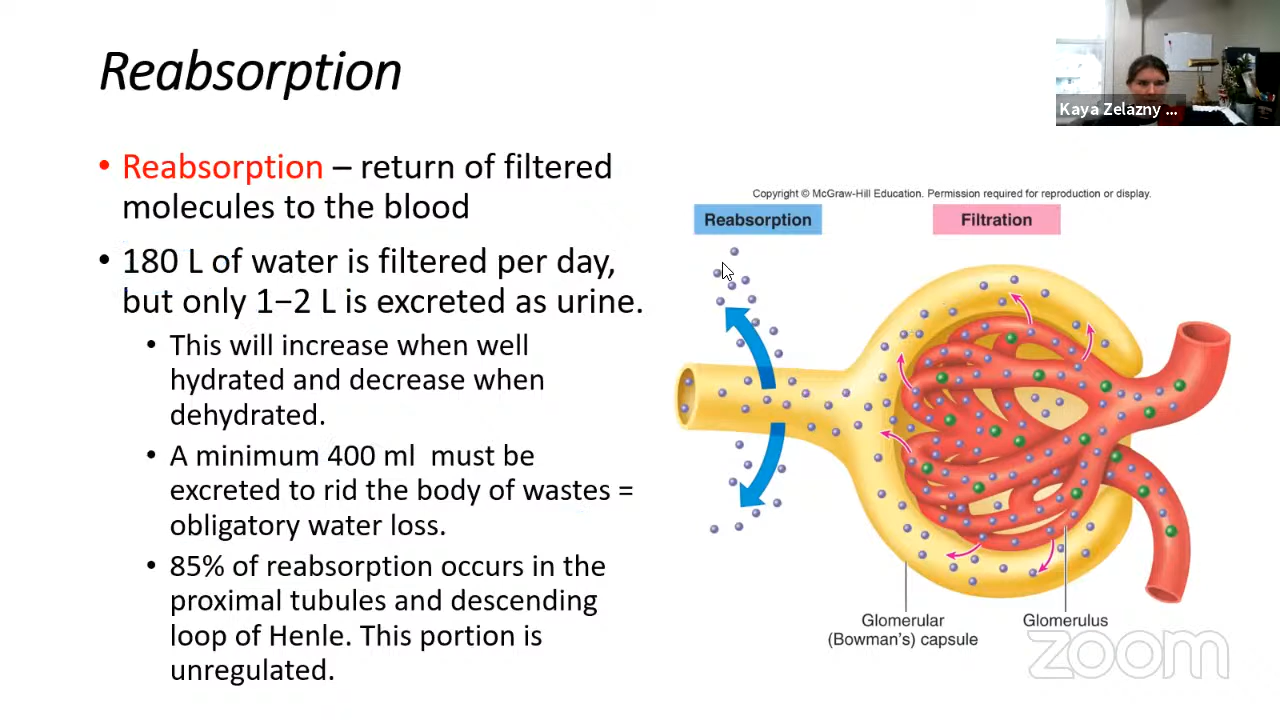 Reabsorption
Kaya Zelazny ...
• Reabsorption – return of filtered
molecules to the blood
• 180 L of water is filtered per day,
but only 1−2 L is excreted as urine.
• This will increase when well
hydrated and decrease when
dehydrated.
• A minimum 400 ml must be
excreted to rid the body of wastes =
obligatory water loss.
• 85% of reabsorption occurs in the
proximal tubules and descending
loop of Henle. This portion is
unregulated.
Copyright © McGraw-Hill Education. Permission required for reproduction or display.
Reabsorption
Filtration
Glomerular
(Bowman's) capsule
Glomerulus
zoom